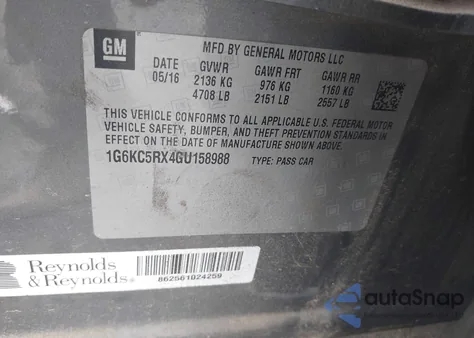 GM
MFD BY GENERAL MOTORS LLC
DATE GVWR GAWR FRT GAWR RR
05/16 2136 KG 976 KG 1160 KG
4708 LB 2151 LB 2557 LB
THIS VEHICLE CONFORMS TO ALL APPLICABLE U.S. FEDERAL MOTOR
VEHICLE SAFETY, BUMPER, AND THEFT PREVENTION STANDARDS IN
EFFECT ON THE DATE OF MANUFACTURE SHOWN ABOVE.
1G6KC5RX4GU158988 TYPE: PASS CAR
Reynolds
& Reynolds®
862561024259
autoSnap